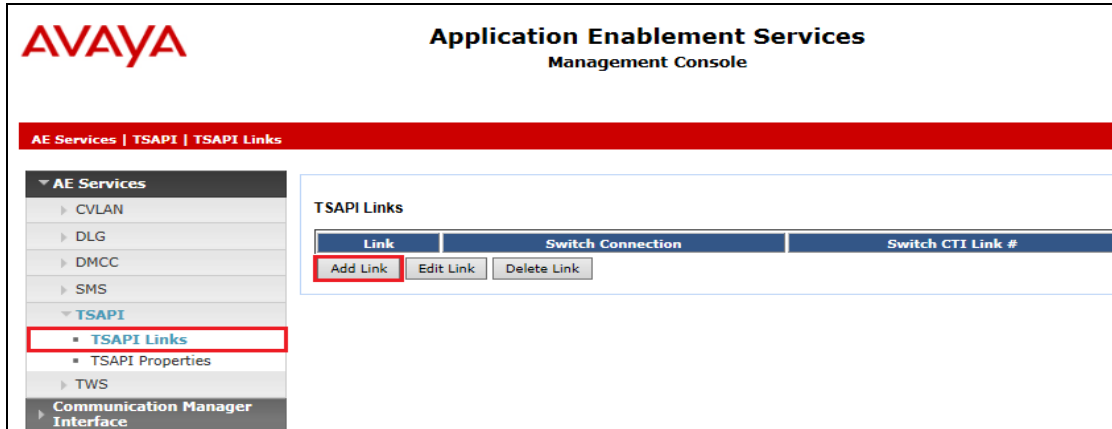 AVAYA
Application Enablement Services
Management Console
AE Services | TSAPI | TSAPI Links
AE Services
CVLAN
DLG
DMCC
SMS
TSAPI
TSAPI Links
TSAPI Properties
TWS
Communication Manager
Interface
TSAPI Links
Link Switch Connection Switch CTI Link #
Add Link Edit Link Delete Link